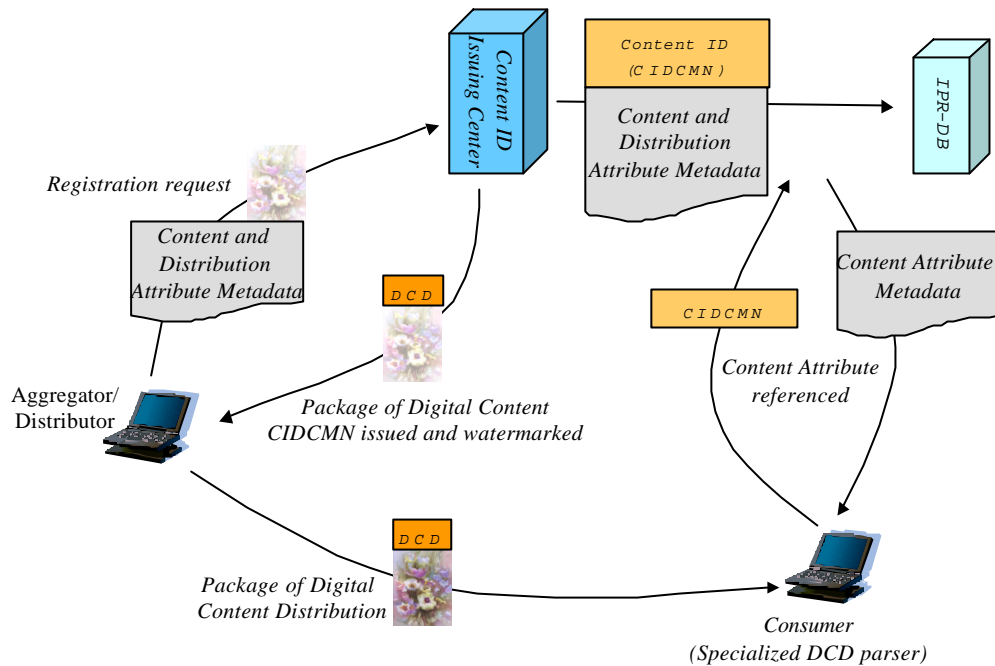 Content ID
Issuing Center
Content ID
(CIDCMN)
Content and
Distribution
Attribute Metadata
IPR-DB
Registration request
Content and
Distribution
Attribute Metadata
DCD
Content Attribute
Metadata
CIDCMN
Content Attribute
referenced
Aggregator/
Distributor
Package of Digital Content
CIDCMN issued and watermarked
DCD
Package of Digital
Content Distribution
Consumer
(Specialized DCD parser)